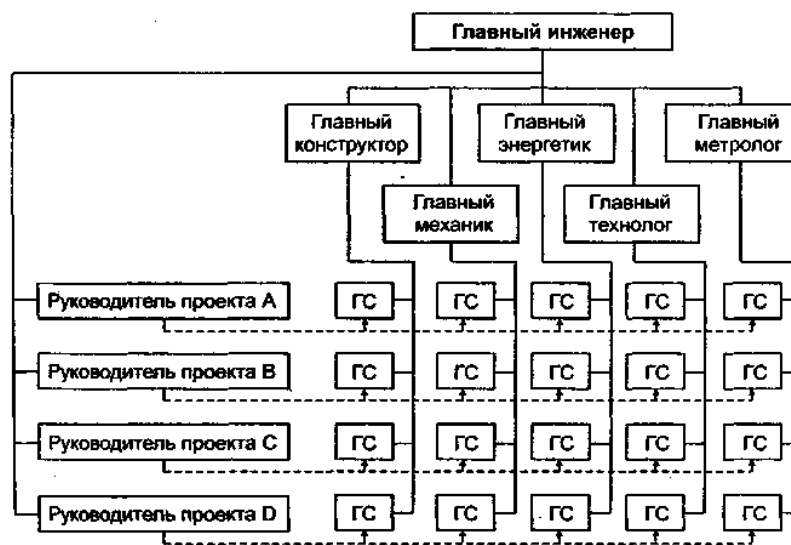 Главный инженер
Главный
конструктор
Главный
энергетик
Главный
метролог
Главный
механик
Главный
технолог
Руководитель проекта А
ГС
ГС
ГС
ГС
ГС
Руководитель проекта В
ГС
ГС
ГС
ГС
ГС
Руководитель проекта С
ГС
ГС
ГС
ГС
ГС
Руководитель проекта D
ГС
ГС
ГС
ГС
ГС